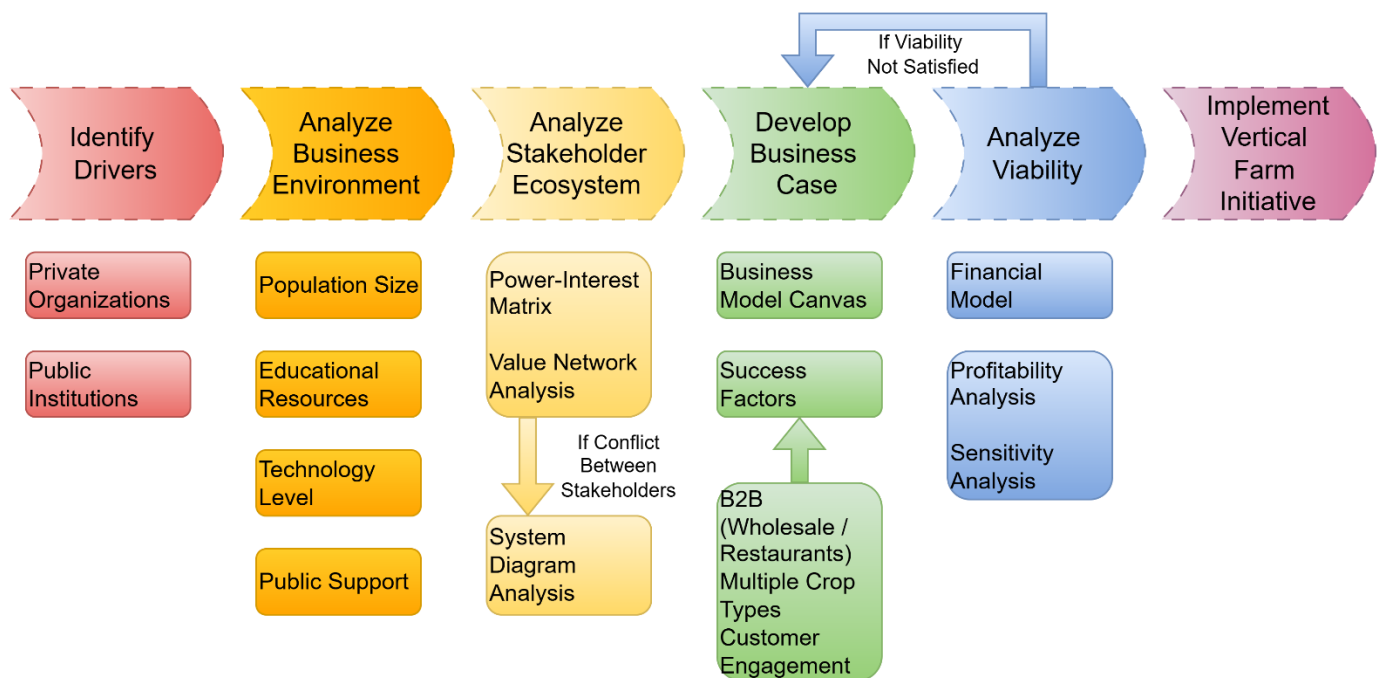 If Viability
Not Satisfied
Identify
Drivers
Analyze
Business
Environment
Analyze
Stakeholder
Ecosystem
Develop
Business
Case
Analyze
Viability
Implement
Vertical
Farm
Initiative
Private
Organizations
Public
Institutions
Population Size
Educational
Resources
Technology
Level
Public Support
Power-Interest
Matrix
Value Network
Analysis
If Conflict
Between
Stakeholders
System
Diagram
Analysis
Business
Model Canvas
Success
Factors
B2B
(Wholesale /
Restaurants)
Multiple Crop
Types
Customer
Engagement
Financial
Model
Profitability
Analysis
Sensitivity
Analysis